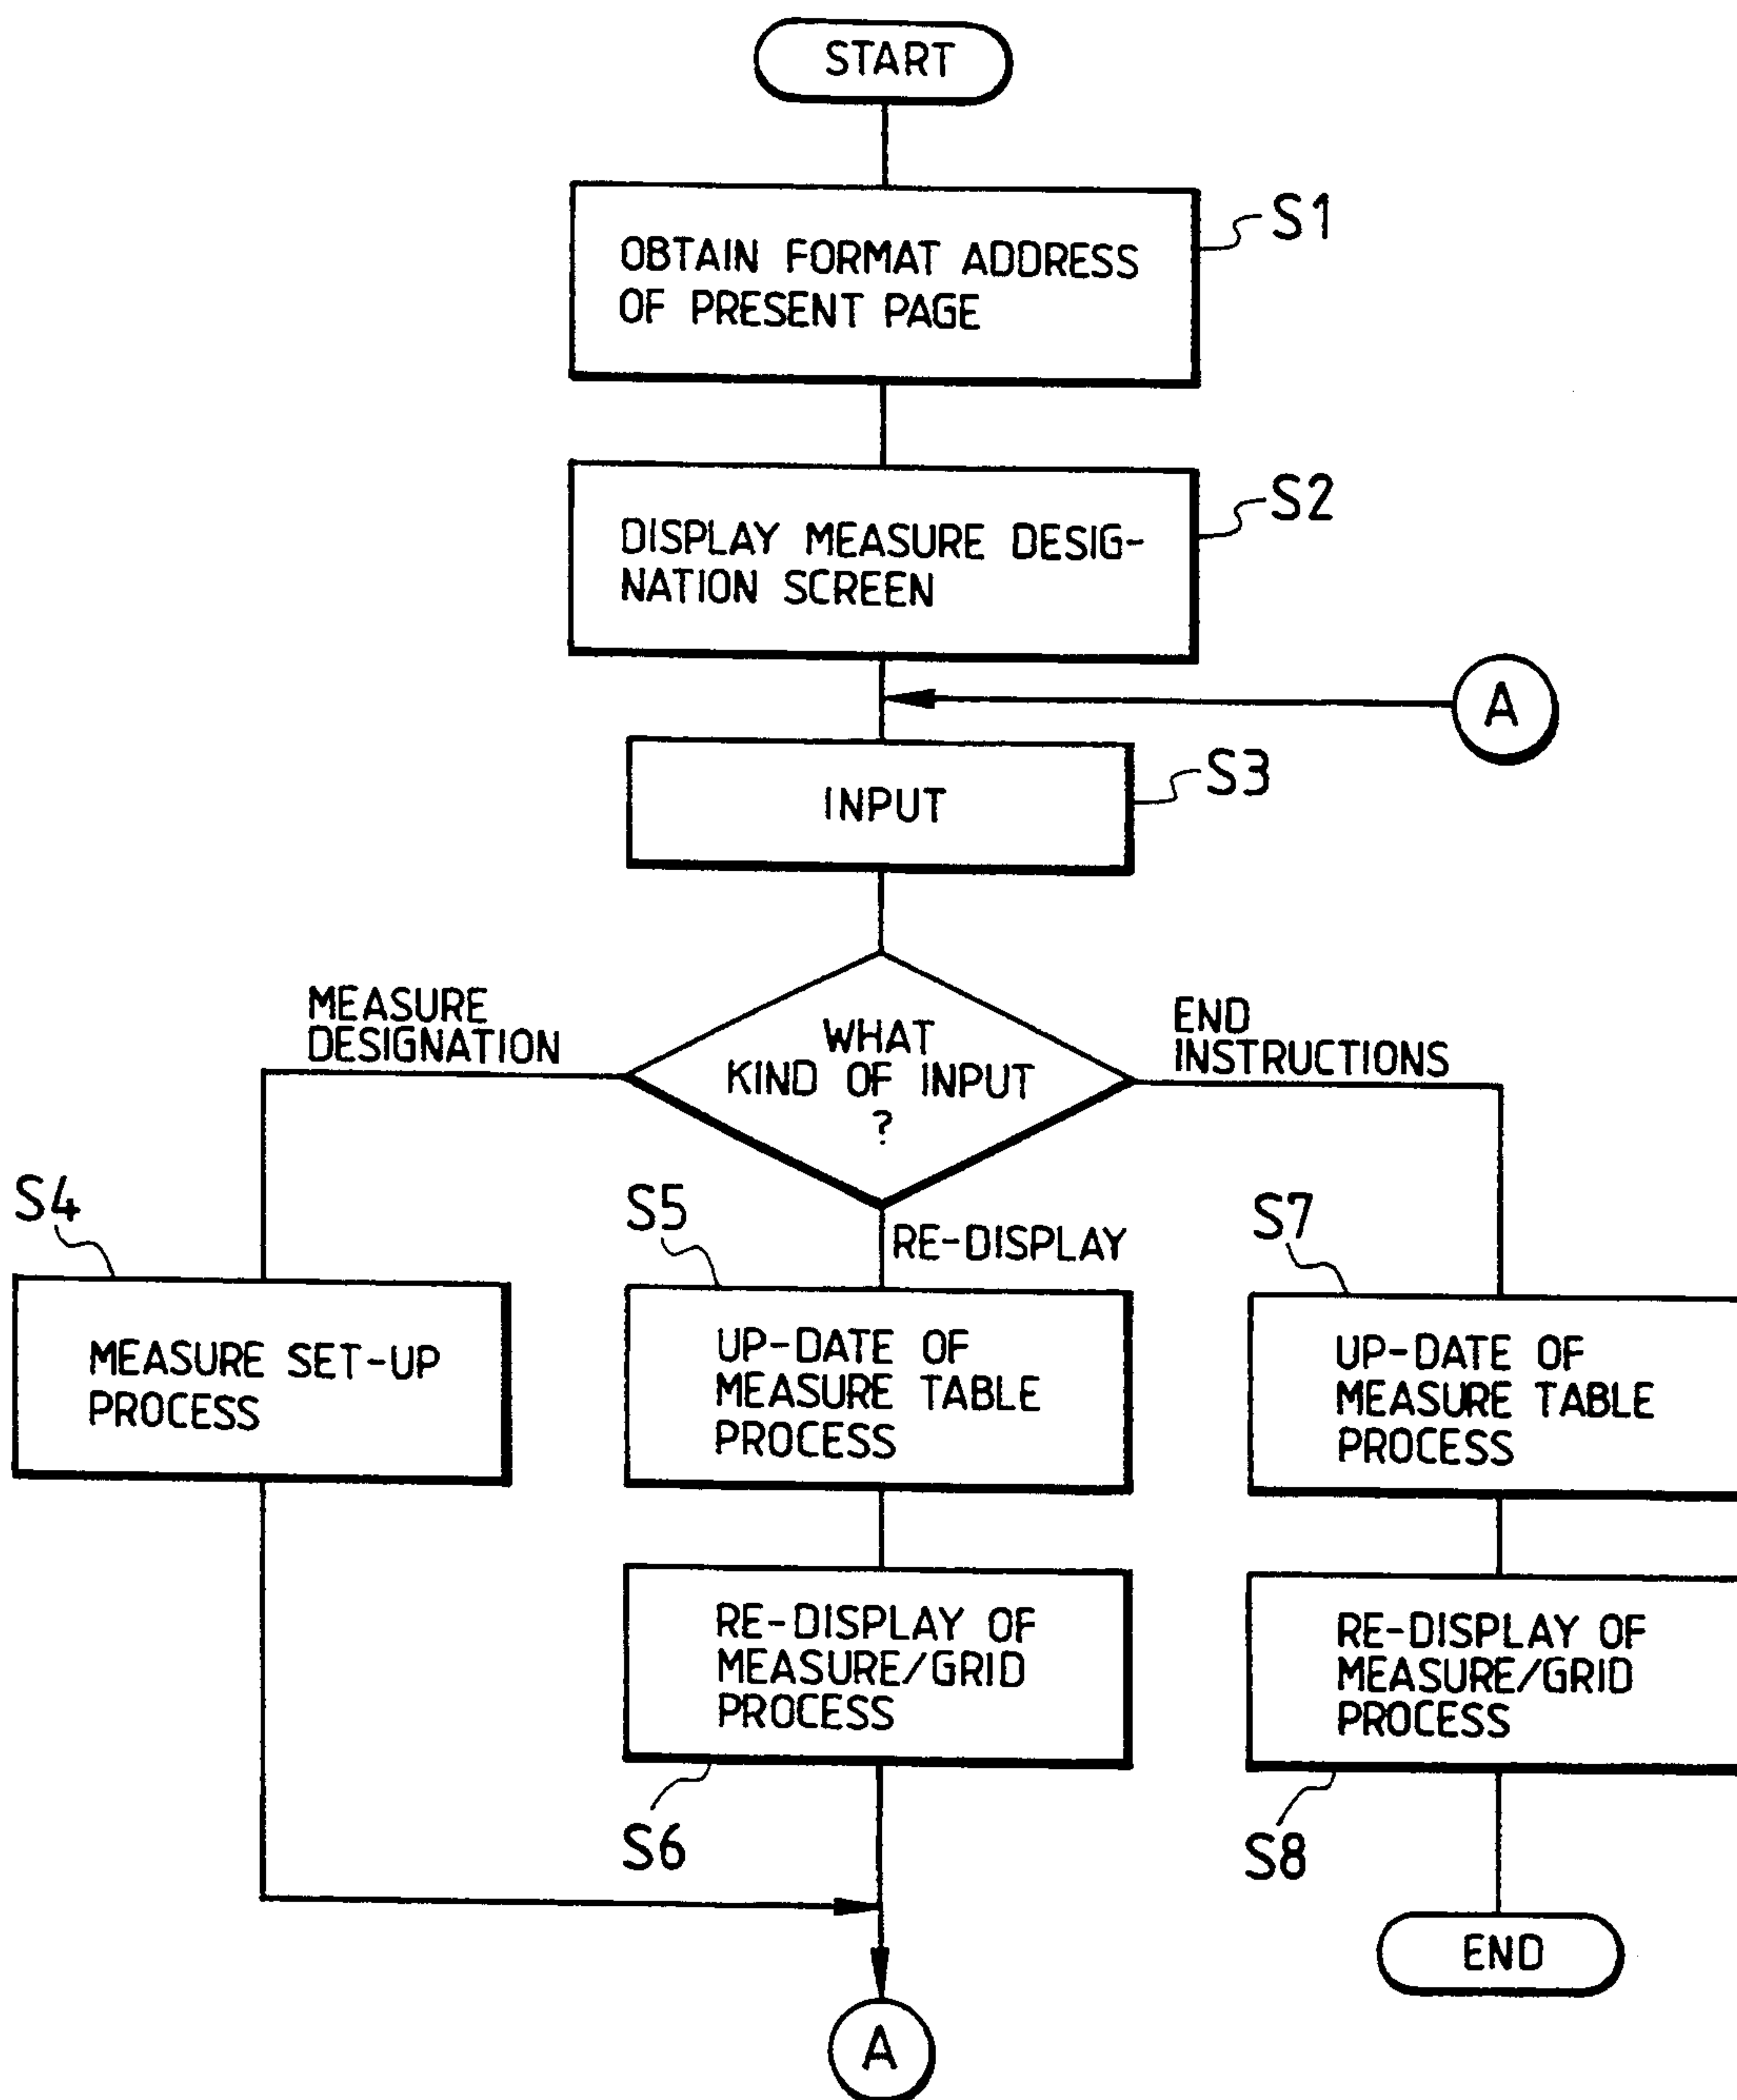 START
S1
OBTAIN FORMAT ADDRESS
OF PRESENT PAGE
S2
DISPLAY MEASURE DESIG-
NATION SCREEN
A
S3
INPUT
MEASURE
DESIGNATION
WHAT
KIND OF INPUT
?
END
INSTRUCTIONS
RE-DISPLAY
S4
MEASURE SET-UP
PROCESS
S5
UP-DATE OF
MEASURE TABLE
PROCESS
S7
UP-DATE OF
MEASURE TABLE
PROCESS
RE-DISPLAY OF
MEASURE/GRID
PROCESS
S6
RE-DISPLAY OF
MEASURE/GRID
PROCESS
S8
END
A